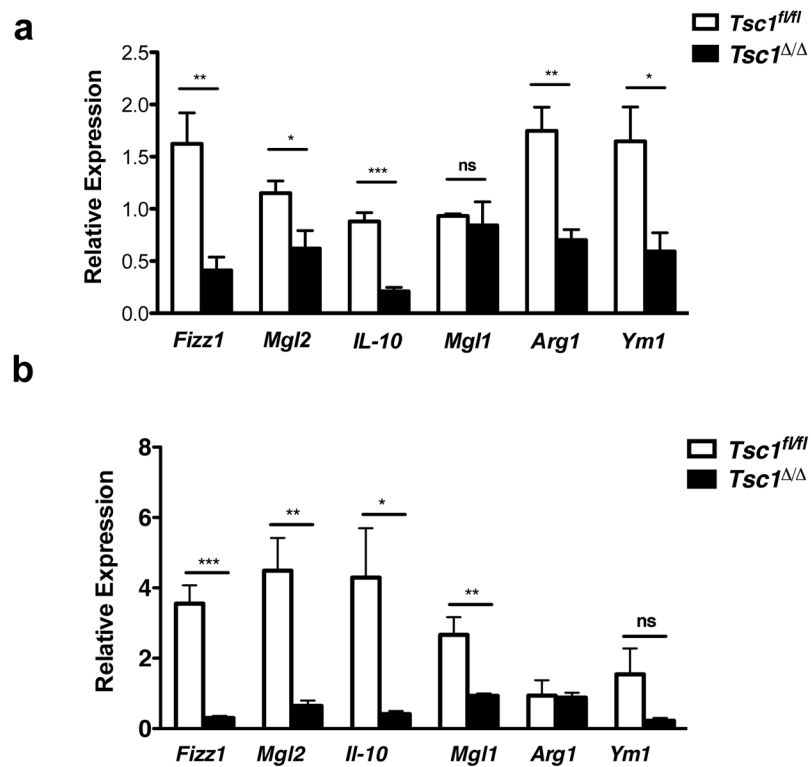 a
Tsc1fl/fl
Tsc1Δ/Δ
Relative Expression
2.5
2.0
1.5
1.0
0.5
0.0
** * *** ns ** *
Fizz1 Mgl2 IL-10 Mgl1 Arg1 Ym1
b
Tsc1fl/fl
Tsc1Δ/Δ
Relative Expression
8
6
4
2
0
*** ** * ** ns
Fizz1 Mgl2 Il-10 Mgl1 Arg1 Ym1